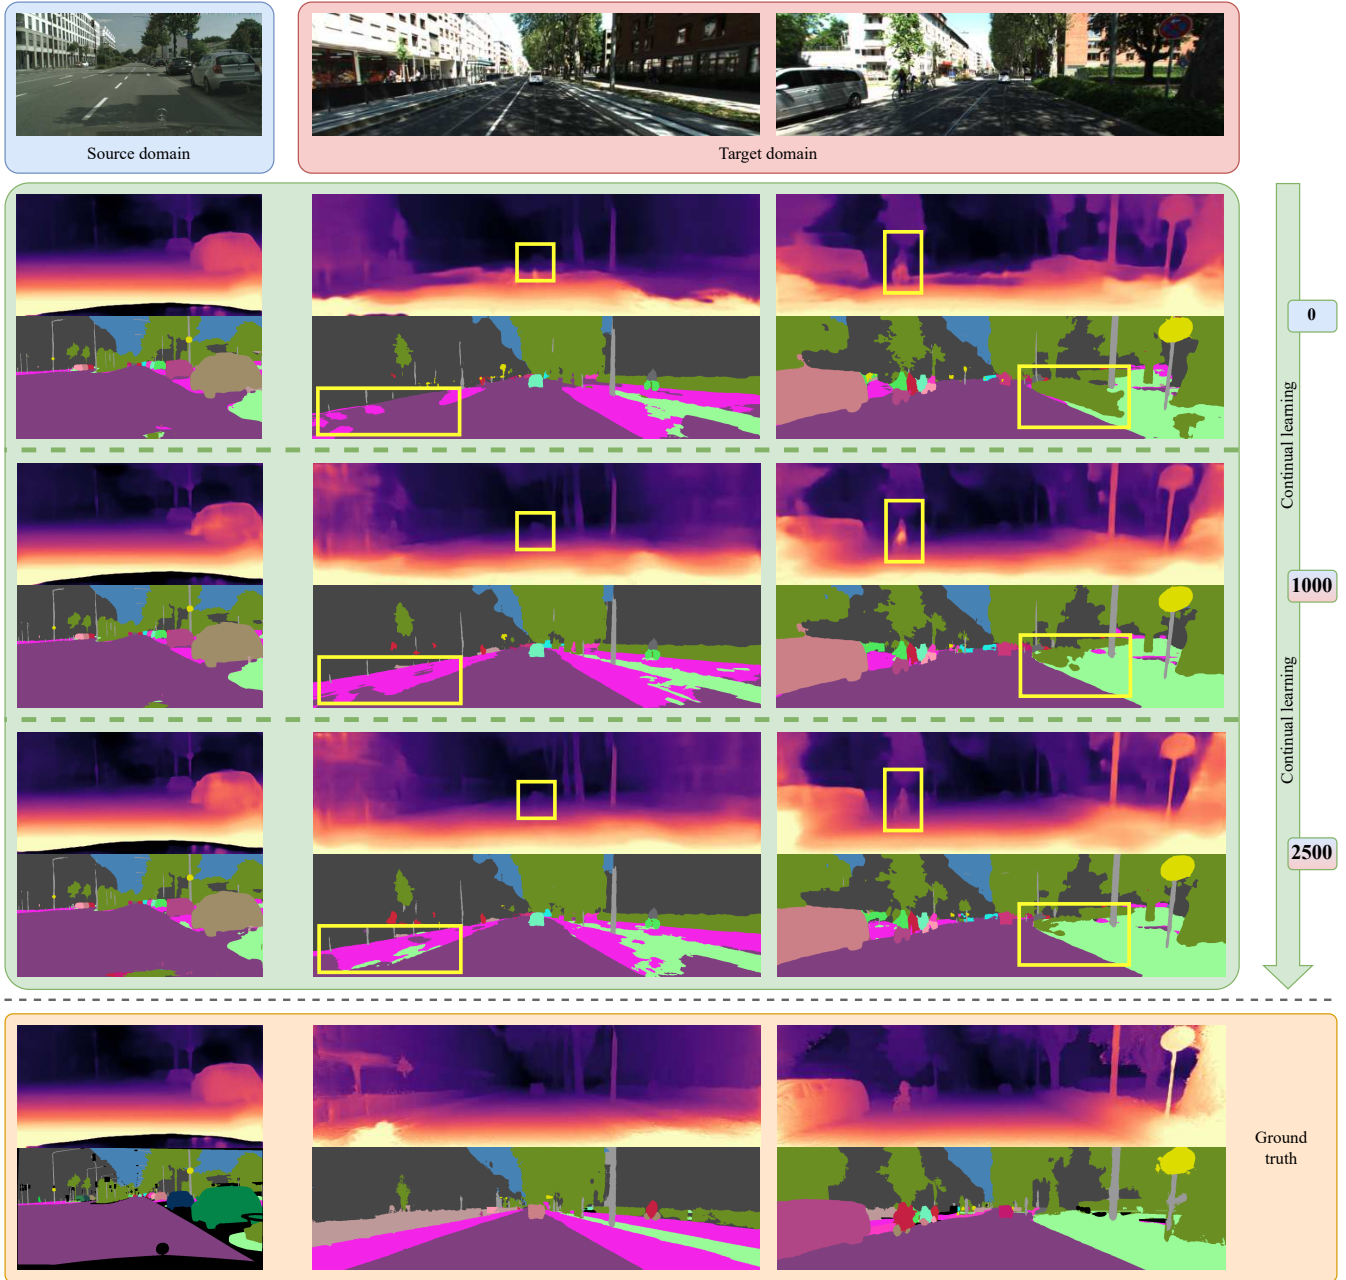 Source domain
Target domain
0
Continual learning
1000
Continual learning
2500
Ground
truth